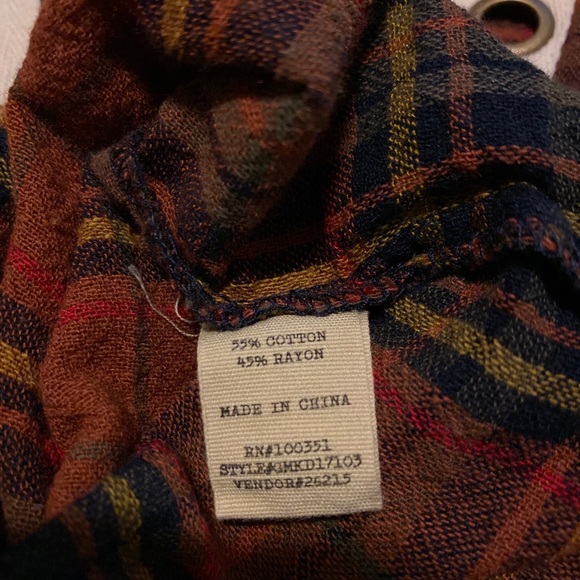 55% COTTON
45% RAYON
MADE IN CHINA
RN#100351
STYLE#GMKD17103
VENDOR#26215